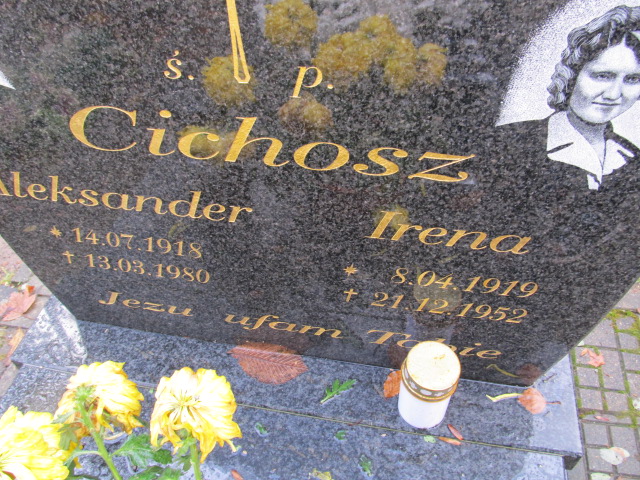 ś. p.
Cichosz
Aleksander
* 14.07.1918
† 13.03.1980
Irena
* 8.04.1919
† 21.12.1952
Jezu ufam Tobie